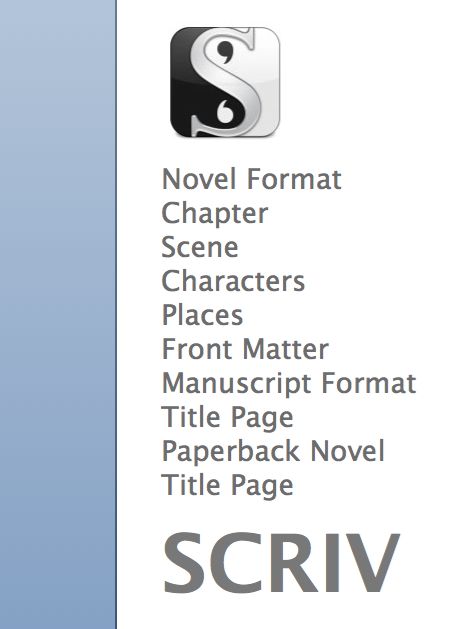 Novel Format
Chapter
Scene
Characters
Places
Front Matter
Manuscript Format
Title Page
Paperback Novel
Title Page
SCRIV